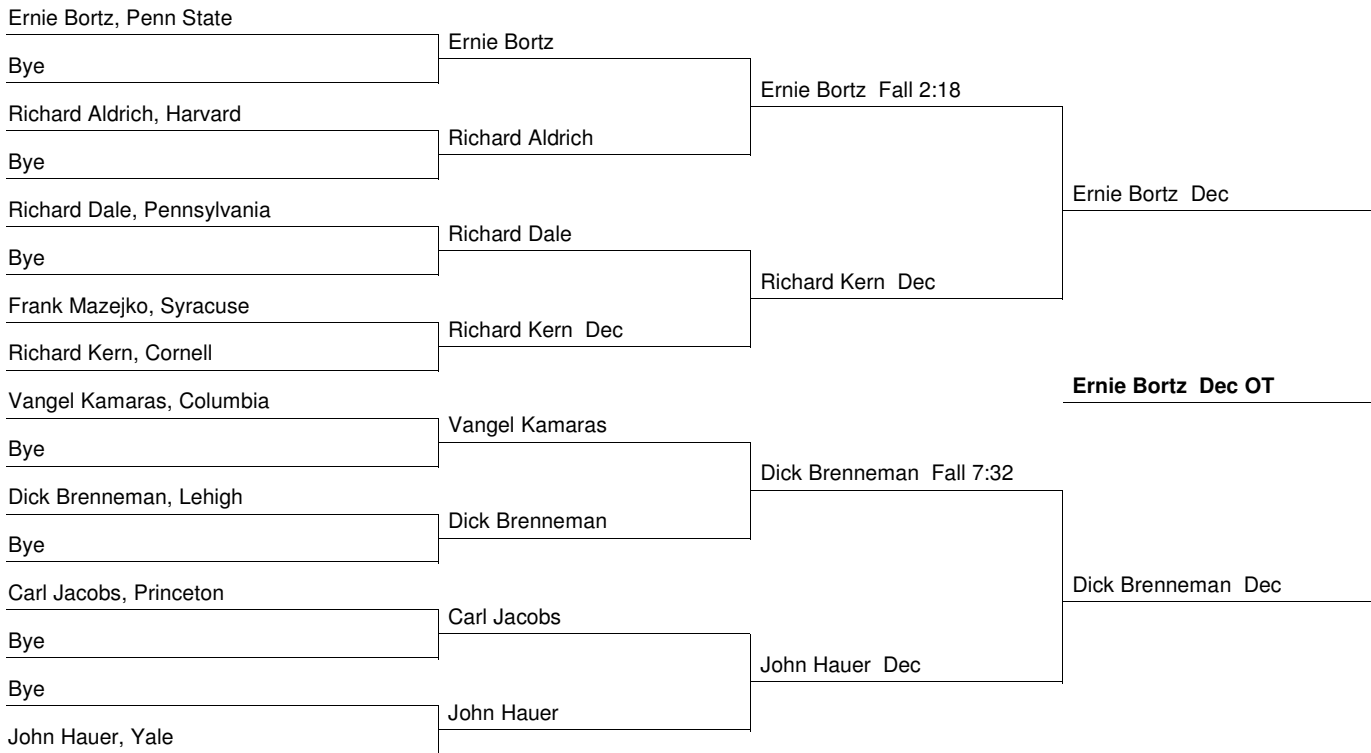 Ernie Bortz, Penn State
Bye
Richard Aldrich, Harvard
Bye
Richard Dale, Pennsylvania
Bye
Frank Mazejko, Syracuse
Richard Kern, Cornell
Vangel Kamaras, Columbia
Bye
Dick Brenneman, Lehigh
Bye
Carl Jacobs, Princeton
Bye
Bye
John Hauer, Yale
Ernie Bortz
Richard Aldrich
Richard Dale
Richard Kern Dec
Vangel Kamaras
Dick Brenneman
Carl Jacobs
John Hauer
Ernie Bortz Fall 2:18
Richard Kern Dec
Dick Brenneman Fall 7:32
John Hauer Dec
Ernie Bortz Dec
Dick Brenneman Dec
Ernie Bortz Dec OT